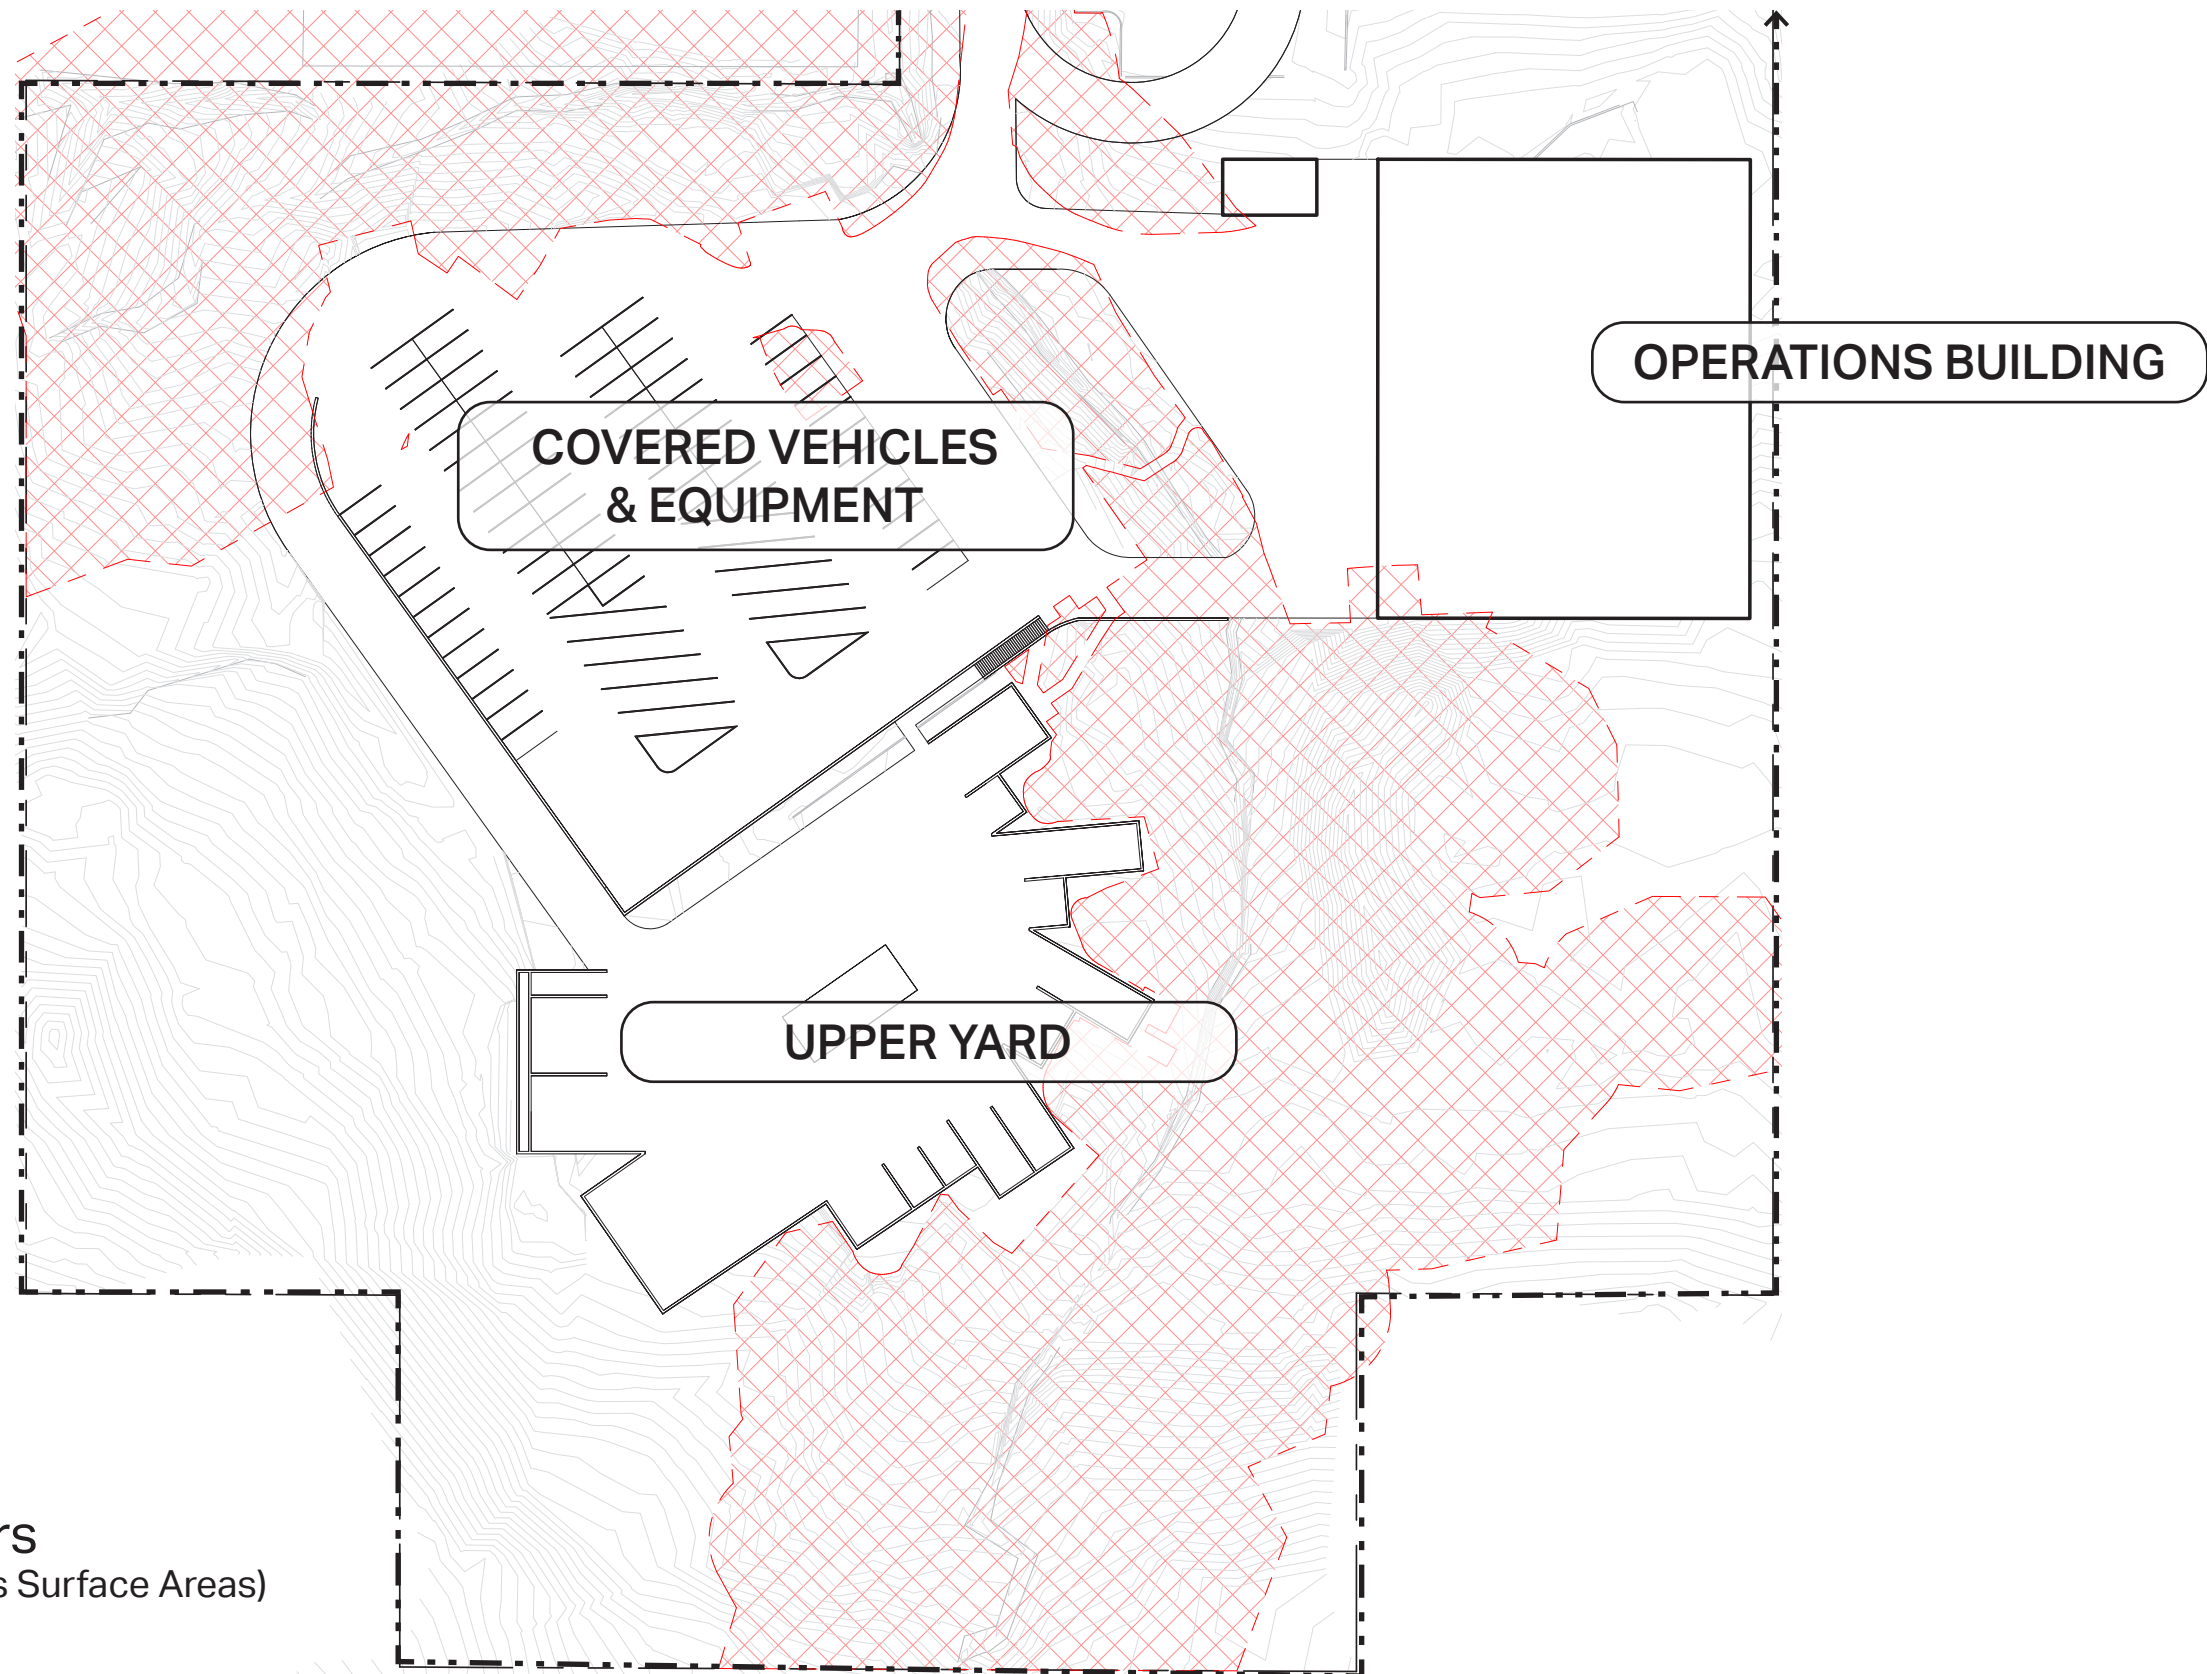 OPERATIONS BUILDING
COVERED VEHICLES
& EQUIPMENT
UPPER YARD
rs
s Surface Areas)